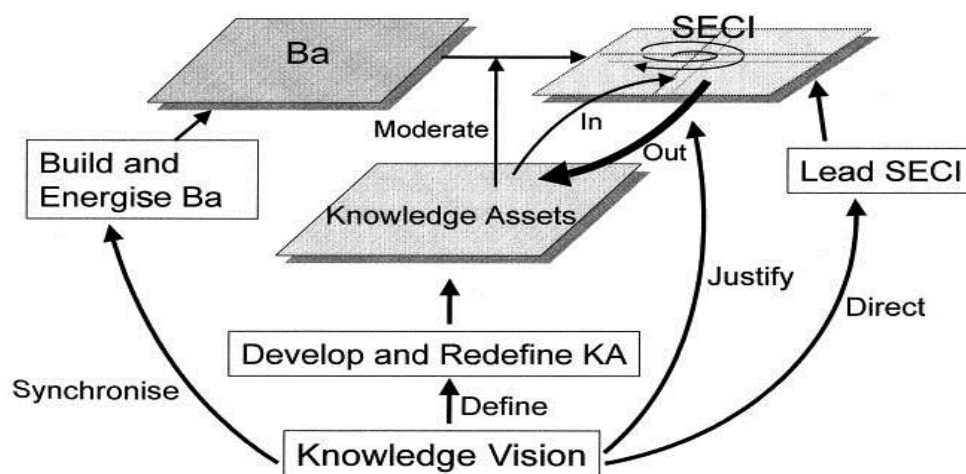 SECI
Ba
Moderate
In
Out
Build and
Energise Ba
Lead SECI
Knowledge Assets
Justify
Direct
Develop and Redefine KA
Synchronise
Define
Knowledge Vision